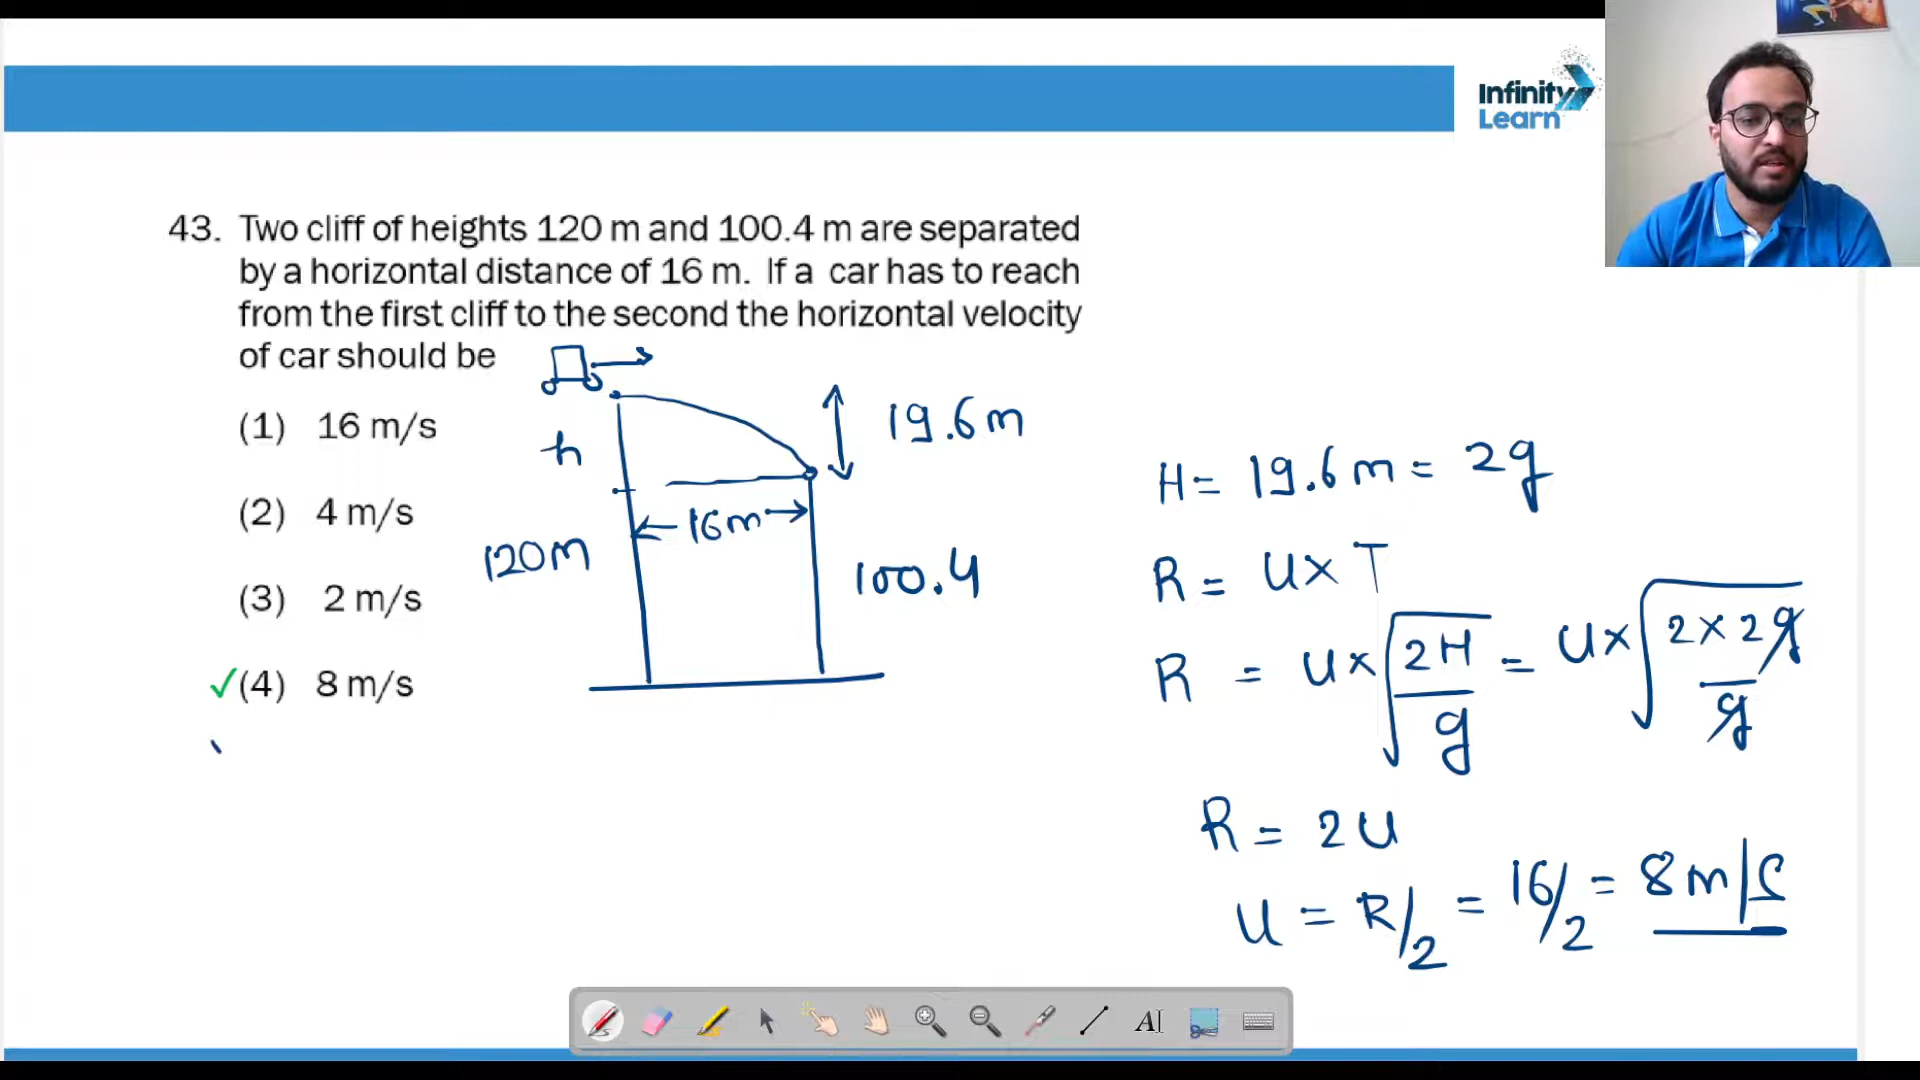 Infinity
Learn
43. Two cliff of heights 120 m and 100.4 m are separated
by a horizontal distance of 16 m. If a car has to reach
from the first cliff to the second the horizontal velocity
of car should be
(1) 16 m/s
(2) 4 m/s
(3) 2 m/s
✓(4) 8 m/s
h
120m
16m
19.6m
100.4
H = 19.6 m = 2g
R = U × T
R = U × √(2H/g) = U × √(2 × 2g/g)
R = 2U
U = R/2 = 16/2 = 8m/s
A